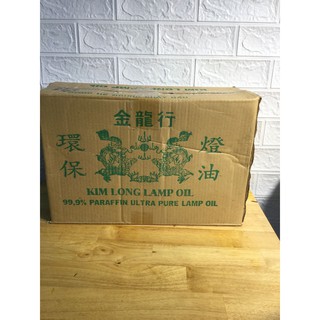 金龍行
環保
燈油
KIM LONG LAMP OIL
99,9% PARAFFIN ULTRA PURE LAMP OIL